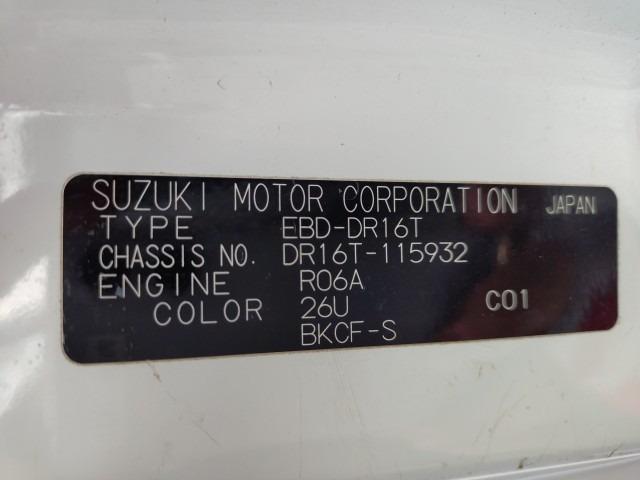 SUZUKI MOTOR CORPORATION JAPAN
TYPE EBD-DR16T
CHASSIS NO. DR16T-115932
ENGINE R06A
COLOR 26U C01
BKCF-S